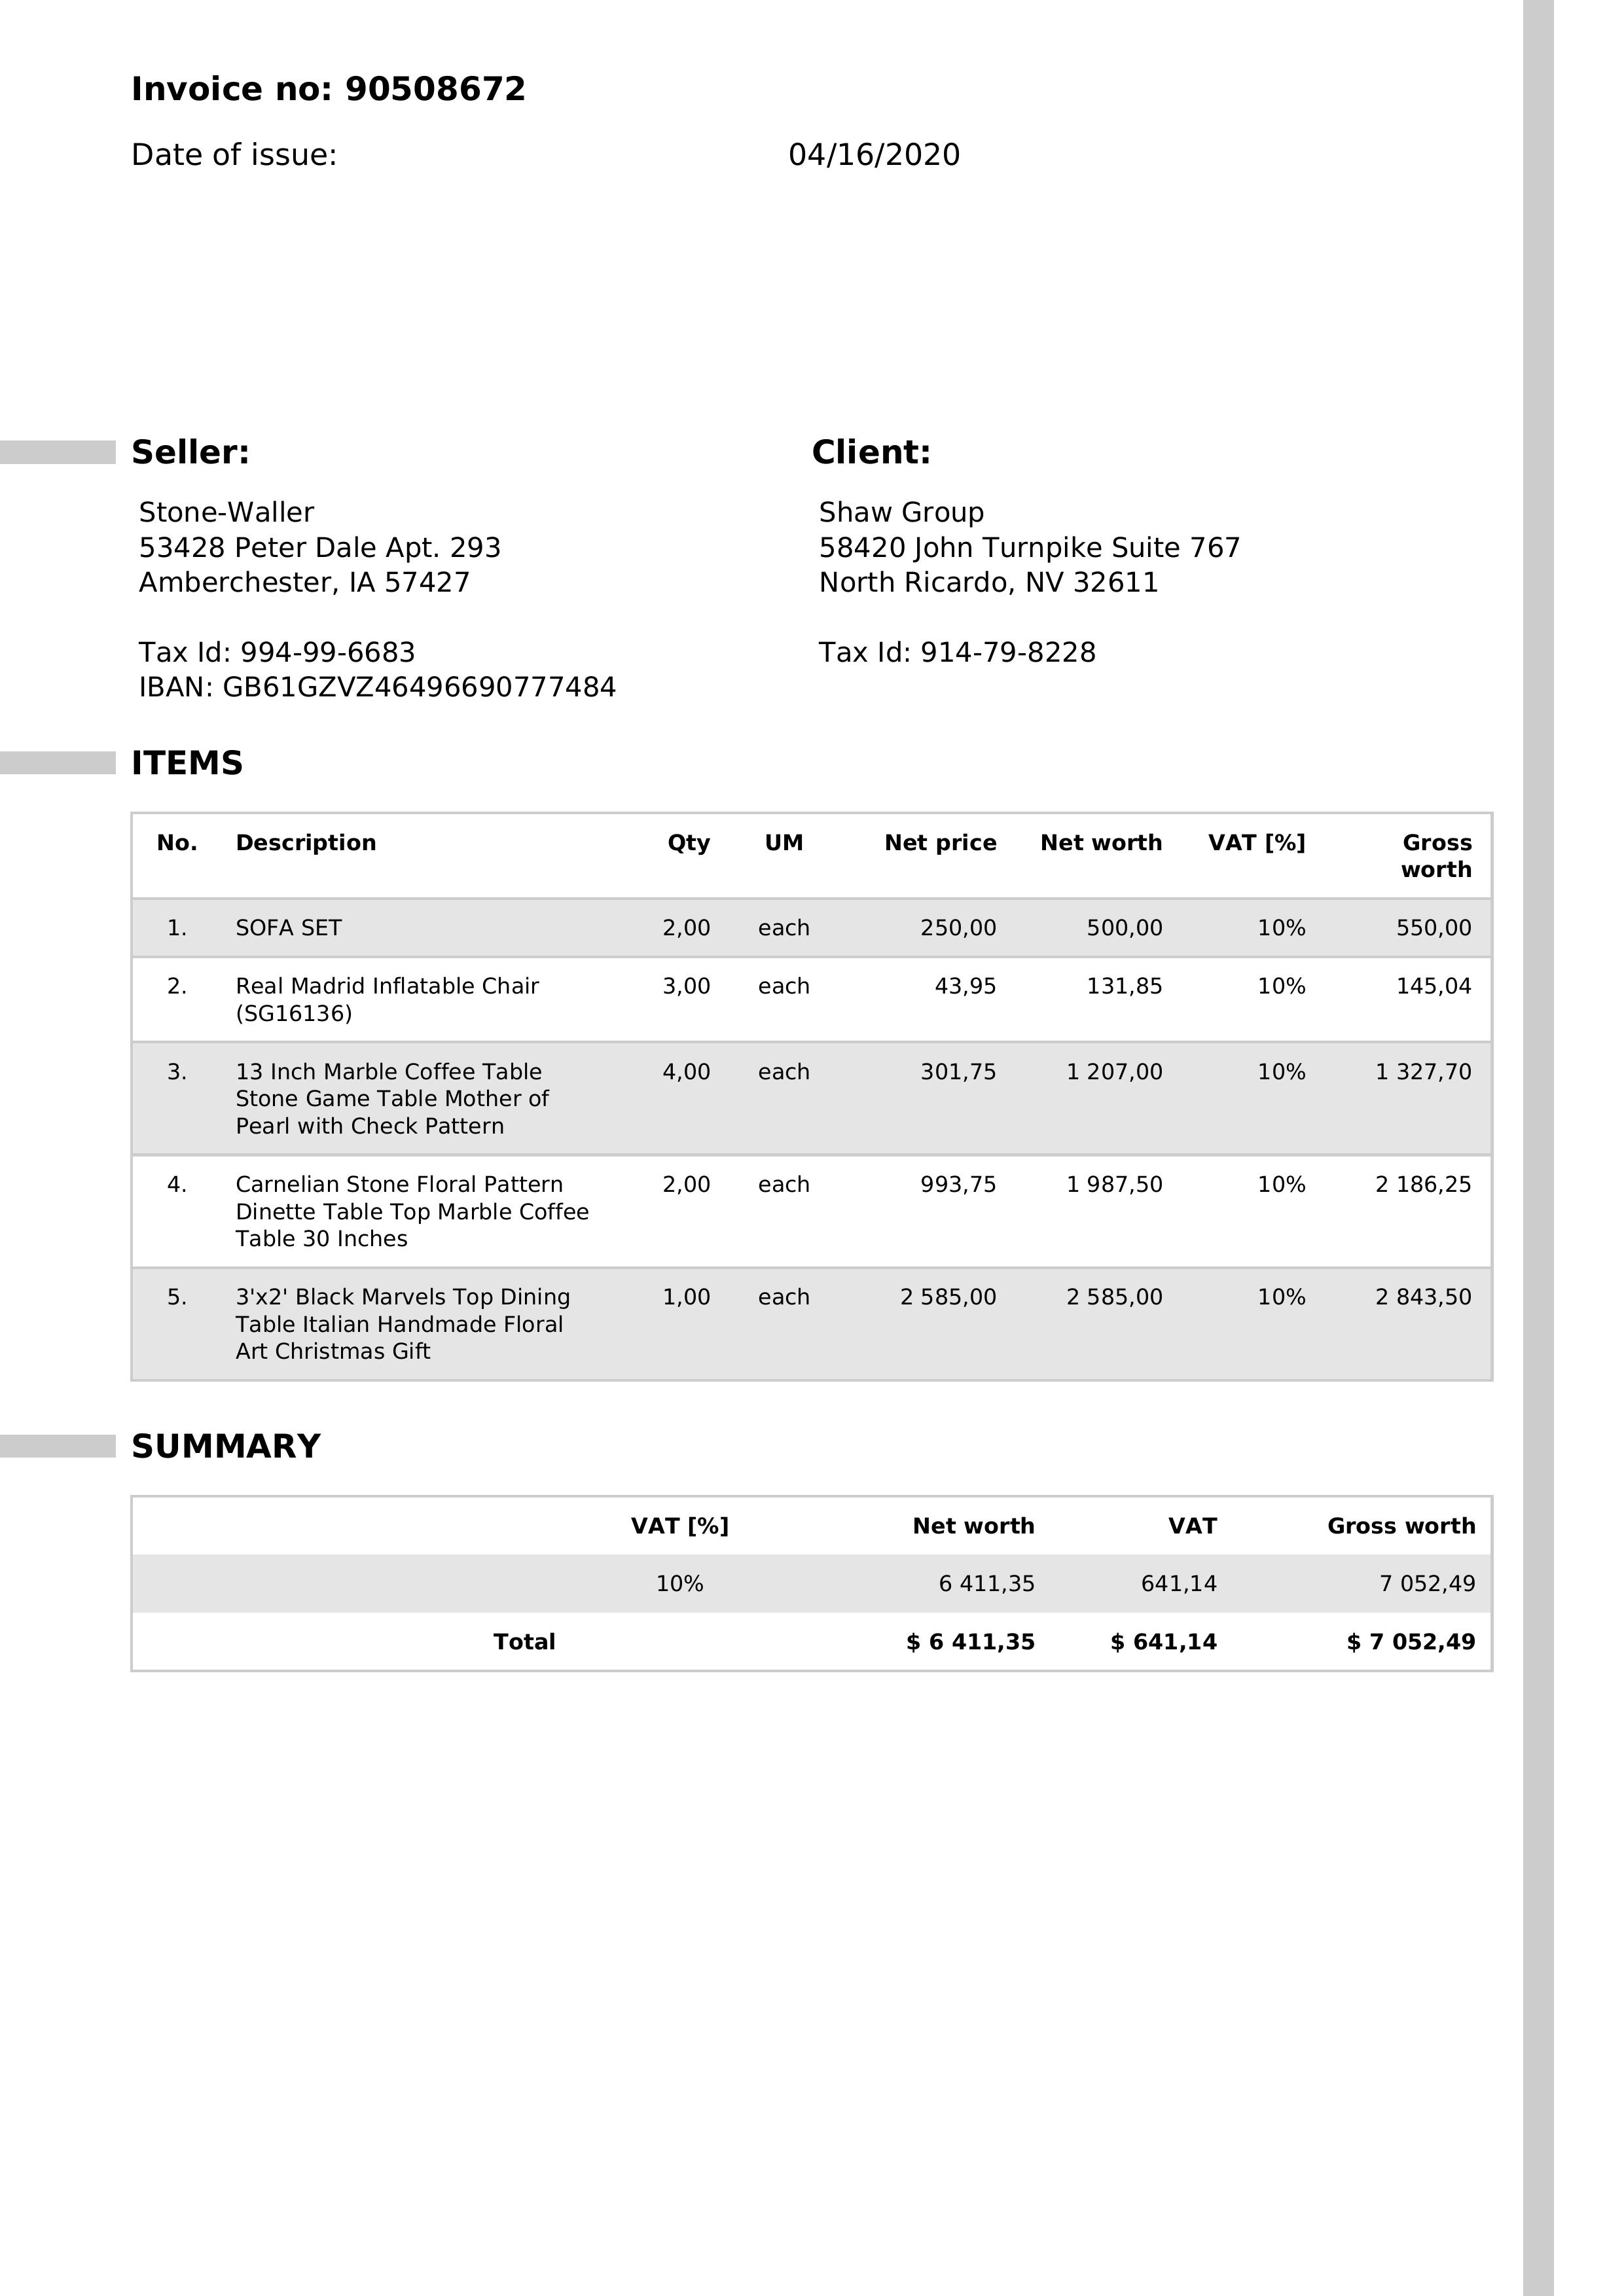 Invoice no: 90508672
Date of issue: 04/16/2020
Seller: Client:
Stone-Waller Shaw Group
53428 Peter Dale Apt. 293 58420 John Turnpike Suite 767
Amberchester, IA 57427 North Ricardo, NV 32611
Tax Id: 994-99-6683 Tax Id: 914-79-8228
IBAN: GB61GZVZ46496690777484
ITEMS
No. Description Qty UM Net price Net worth VAT [%] Gross
worth
1. SOFA SET 2,00 each 250,00 500,00 10% 550,00
2. Real Madrid Inflatable Chair 3,00 each 43,95 131,85 10% 145,04
(SG16136)
3. 13 Inch Marble Coffee Table 4,00 each 301,75 1 207,00 10% 1 327,70
Stone Game Table Mother of
Pearl with Check Pattern
4. Carnelian Stone Floral Pattern 2,00 each 993,75 1 987,50 10% 2 186,25
Dinette Table Top Marble Coffee
Table 30 Inches
5. 3'x2' Black Marvels Top Dining 1,00 each 2 585,00 2 585,00 10% 2 843,50
Table Italian Handmade Floral
Art Christmas Gift
SUMMARY
VAT [%] Net worth VAT Gross worth
10% 6 411,35 641,14 7 052,49
Total $ 6 411,35 $ 641,14 $ 7 052,49